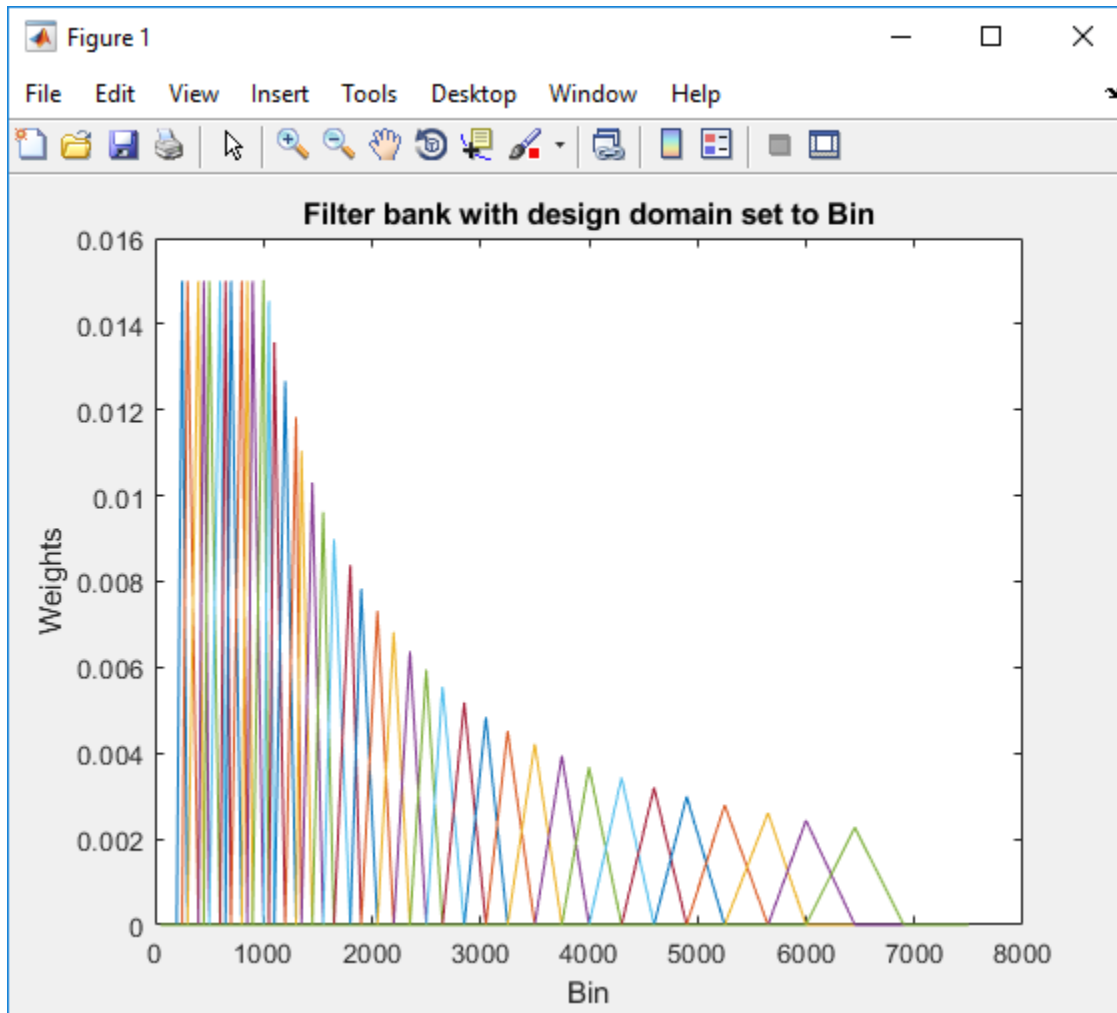 Figure 1
File Edit View Insert Tools Desktop Window Help
Filter bank with design domain set to Bin
0.016
0.014
0.012
0.01
0.008
0.006
0.004
0.002
0
Weights
0 1000 2000 3000 4000 5000 6000 7000 8000
Bin